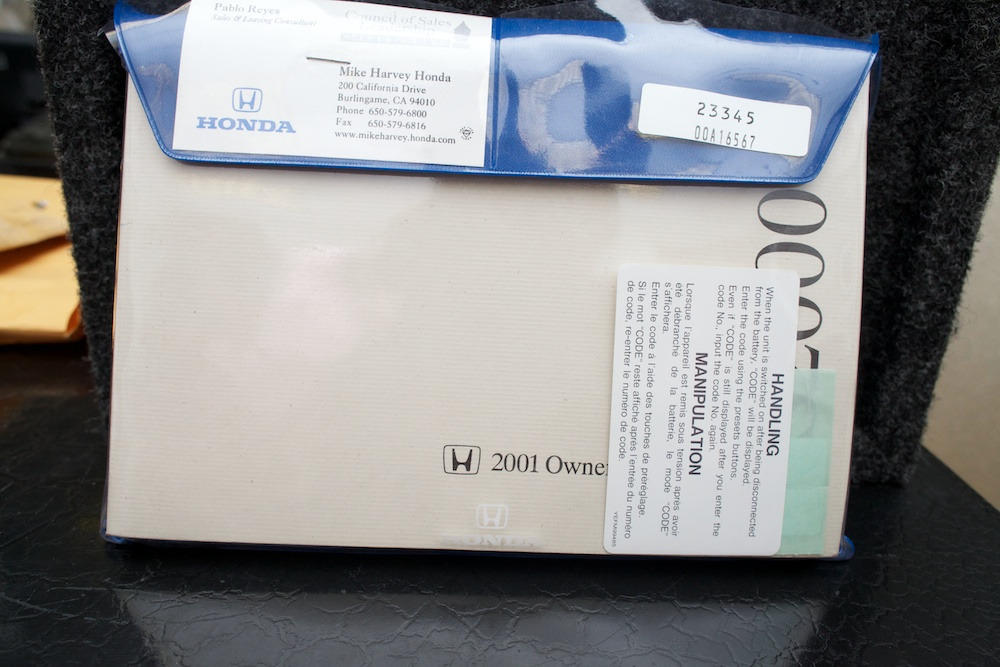 Pablo Reyes
Sales & Leasing Consultant
Council of Sales
Leadership
HONDA
Mike Harvey Honda
200 California Drive
Burlingame, CA 94010
Phone 650-579-6800
Fax 650-579-6816
www.mikeharvey.honda.com
23345
00A16567
2001 Owne
HANDLING
When the unit is switched on after being disconnected
from the battery, "CODE" will be displayed.
Enter the code using the presets buttons.
Even if "CODE" is still displayed after you enter the
code No., input the code No. again.
MANIPULATION
Lorsque l'appareil est remis sous tension après avoir
été débranché de la batterie, le mode "CODE"
s'affichera.
Entrer le code à l'aide des touches de préréglage.
Si le mot "CODE" reste affiché après l'entrée du numéro
de code, re-entrer le numéro de code.
HONDA